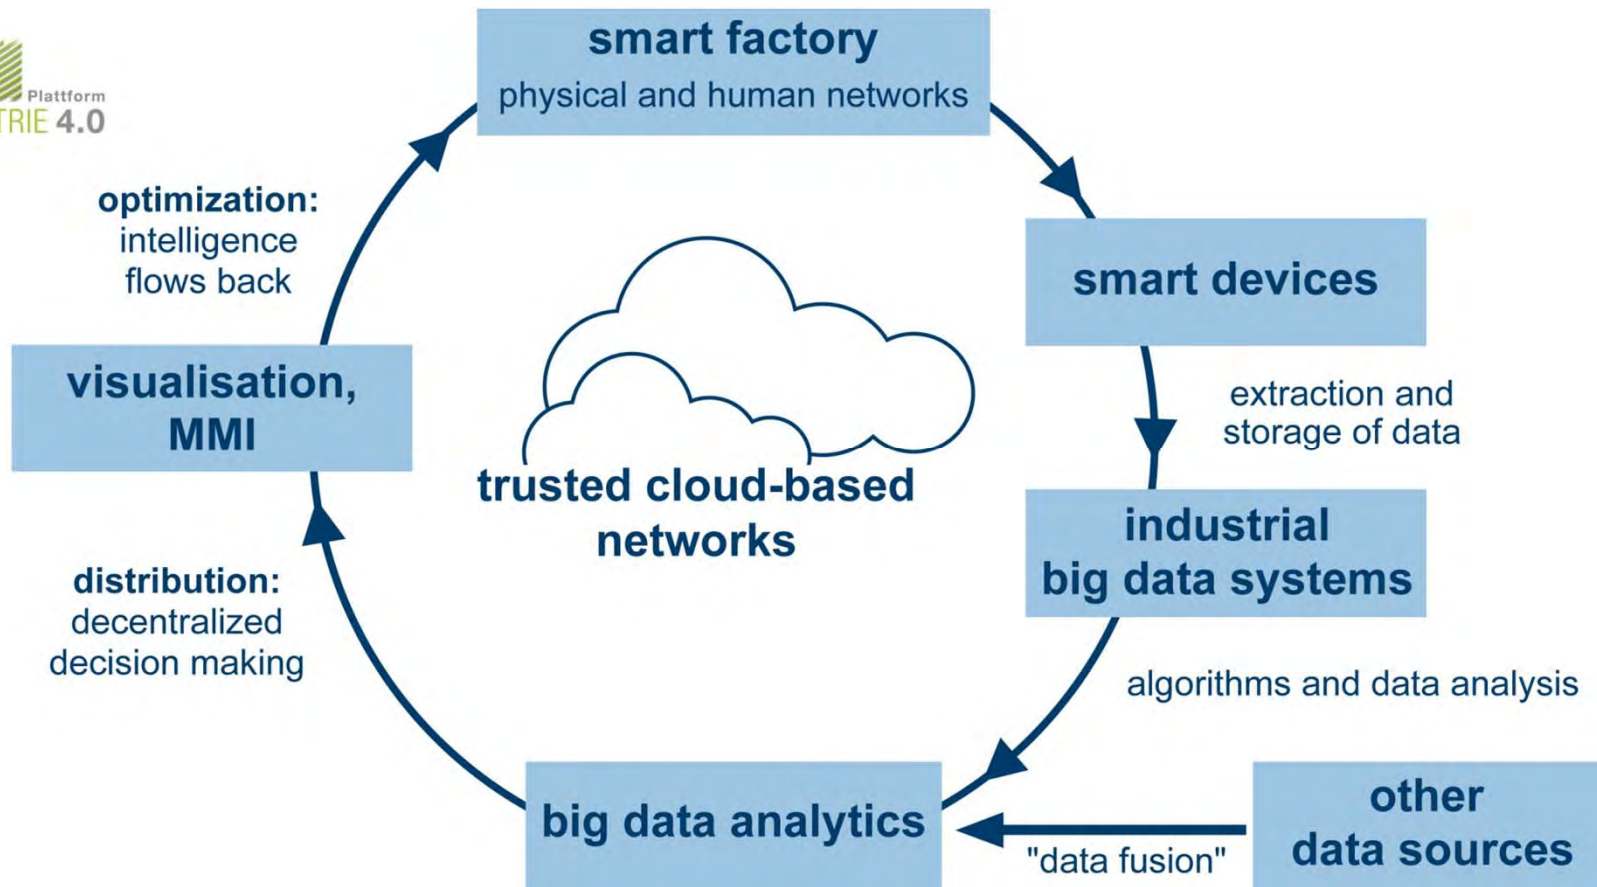 smart factory
physical and human networks
Plattform
TRIE 4.0
optimization:
intelligence
flows back
smart devices
visualisation,
MMI
extraction and
storage of data
trusted cloud-based
networks
industrial
big data systems
distribution:
decentralized
decision making
algorithms and data analysis
big data analytics
"data fusion"
other
data sources